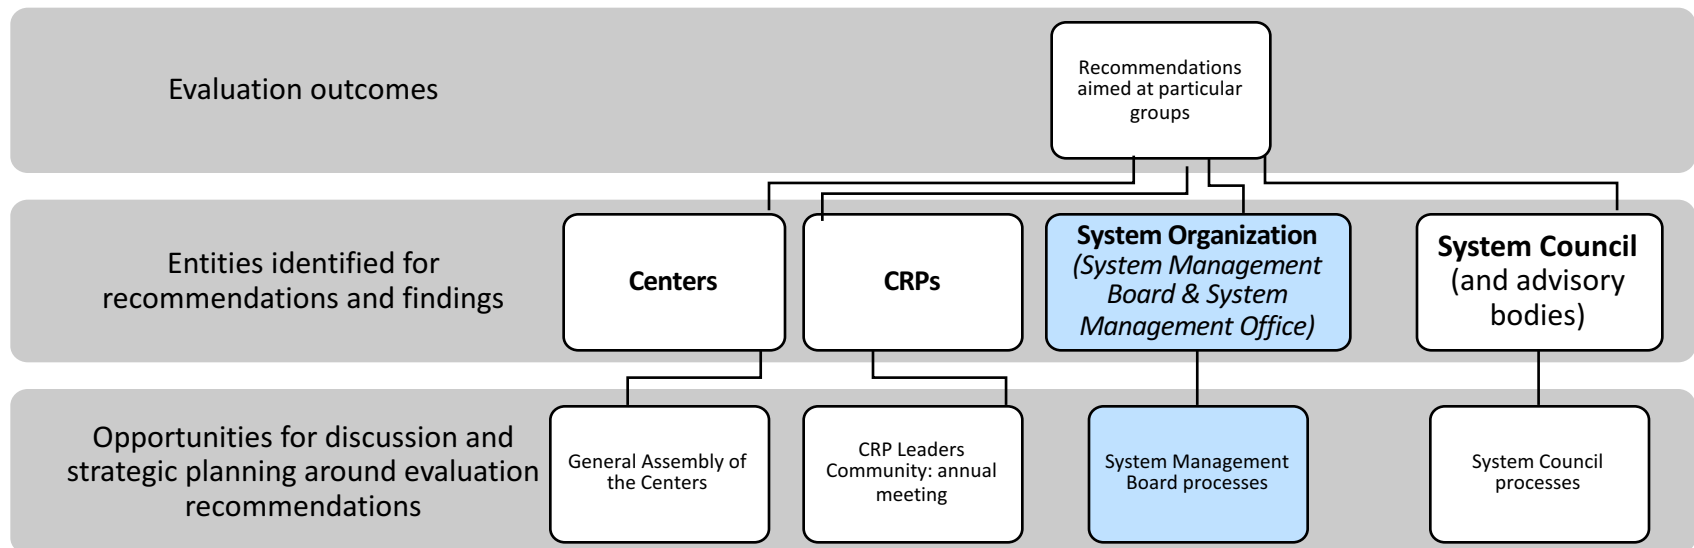 Evaluation outcomes
Recommendations
aimed at particular
groups
Entities identified for
recommendations and findings
Centers
CRPs
System Organization
(System Management
Board & System
Management Office)
System Council
(and advisory
bodies)
Opportunities for discussion and
strategic planning around evaluation
recommendations
General Assembly of
the Centers
CRP Leaders
Community: annual
meeting
System Management
Board processes
System Council
processes